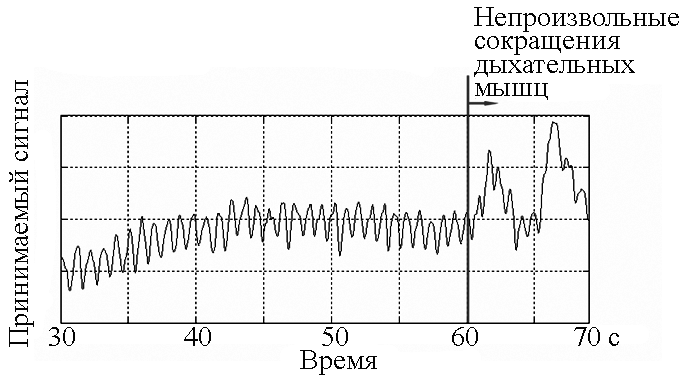 Непроизвольные
сокращения
дыхательных
мышц
Принимаемый сигнал
30 40 50 60 70 с
Время